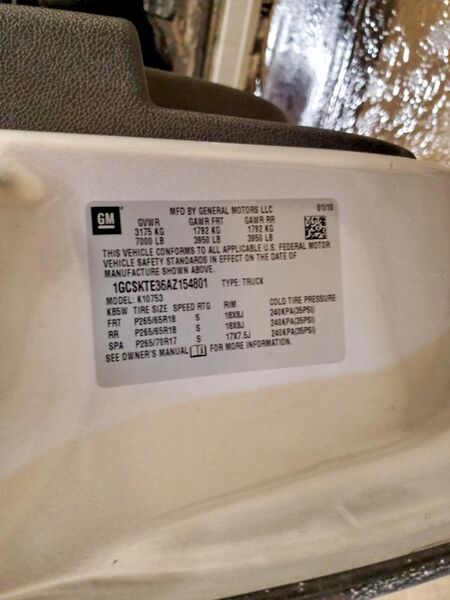 GM MFD BY GENERAL MOTORS LLC 01/10
GVWR GAWR FRT GAWR RR
3175 KG 1792 KG 1792 KG
7000 LB 3950 LB 3950 LB
THIS VEHICLE CONFORMS TO ALL APPLICABLE U.S. FEDERAL MOTOR
VEHICLE SAFETY STANDARDS IN EFFECT ON THE DATE OF
MANUFACTURE SHOWN ABOVE.
1GCSKTE36AZ154801 TYPE: TRUCK
MODEL: K10753
KB5W TIRE SIZE SPEED RTG RIM COLD TIRE PRESSURE
FRT P265/65R18 S 18X8J 240KPA(35PSI)
RR P265/65R18 S 18X8J 240KPA(35PSI)
SPA P265/70R17 S 17X7.5J 240KPA(35PSI)
SEE OWNER'S MANUAL FOR MORE INFORMATION.